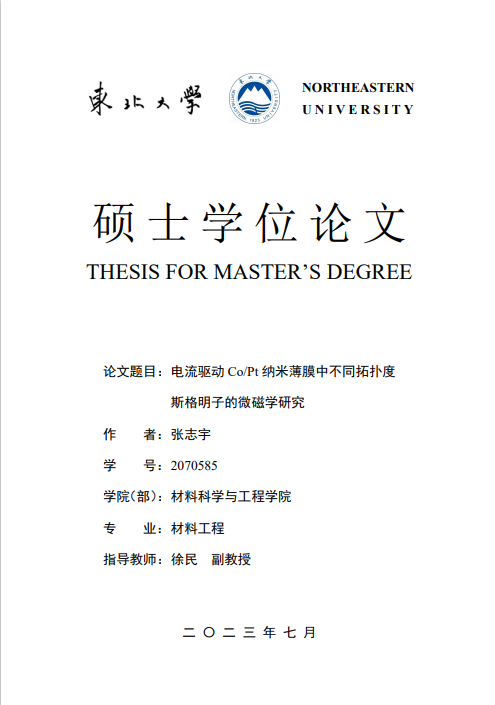 東北大学
NORTHEASTERN
UNIVERSITY
硕士学位论文
THESIS FOR MASTER'S DEGREE
论文题目：电流驱动 Co/Pt 纳米薄膜中不同拓扑度
斯格明子的微磁学研究
作 者：张志宇
学 号：2070585
学院（部）：材料科学与工程学院
专 业：材料工程
指导教师：徐民 副教授
二〇二三年七月